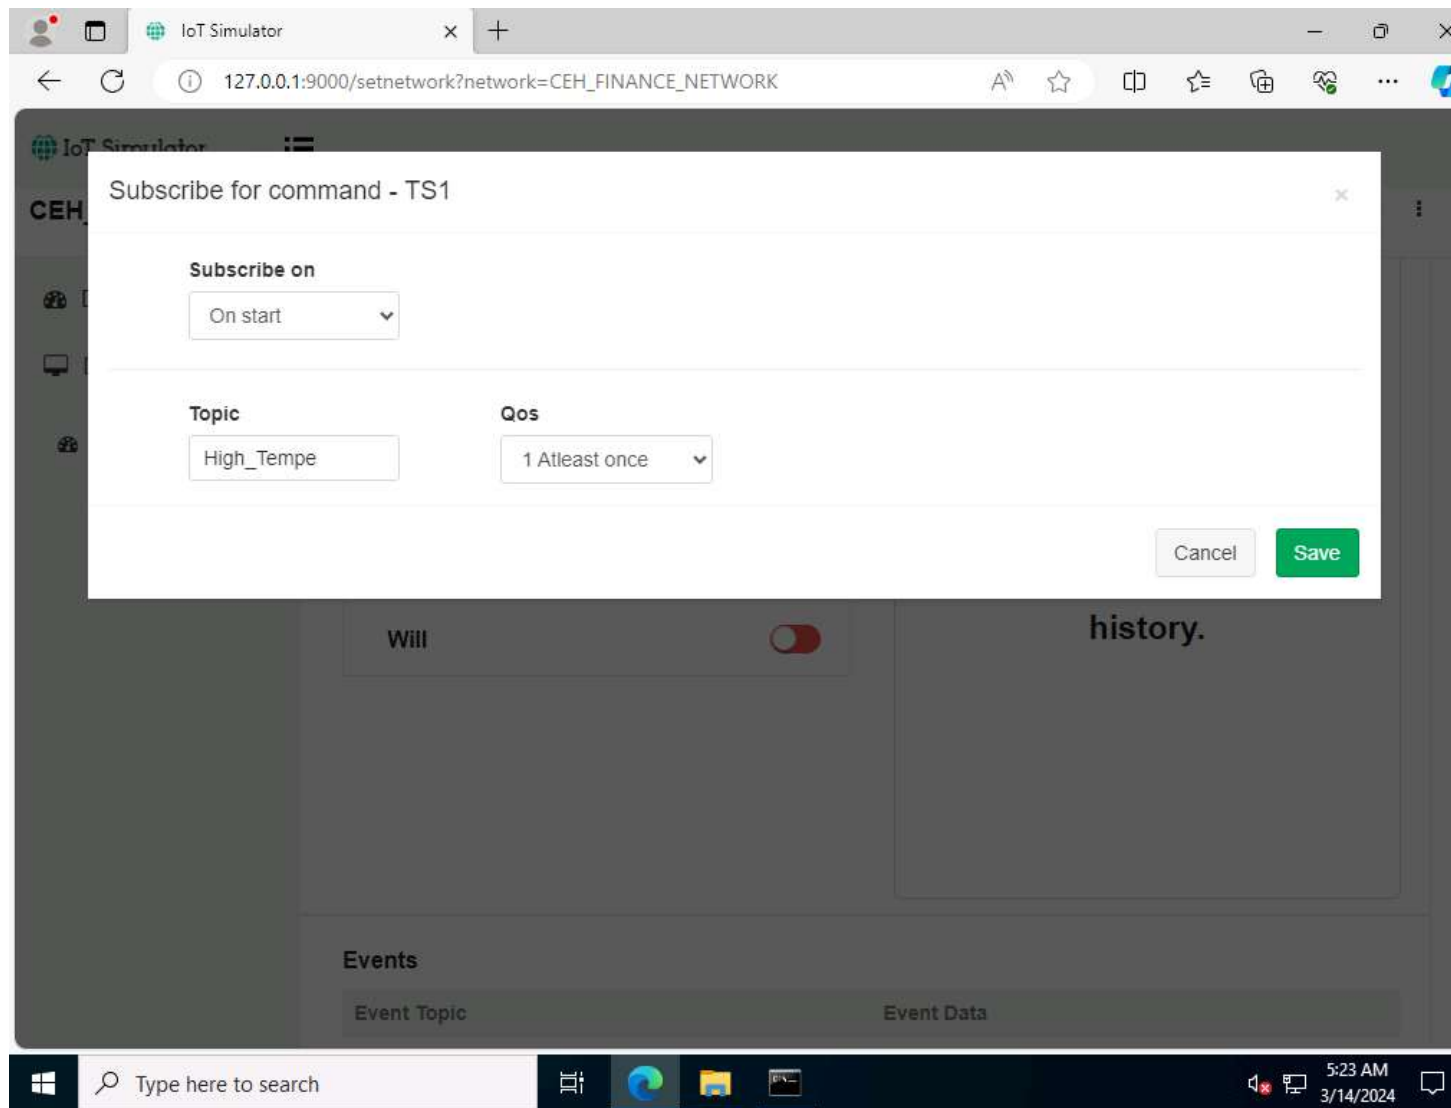 IoT Simulator
127.0.0.1:9000/setnetwork?network=CEH_FINANCE_NETWORK
IoT Simulator
CEH_
Subscribe for command - TS1
Subscribe on
On start
Topic
Qos
High_Tempe
1 Atleast once
Cancel
Save
Will
history.
Events
Event Topic
Event Data
Type here to search
5:23 AM
3/14/2024